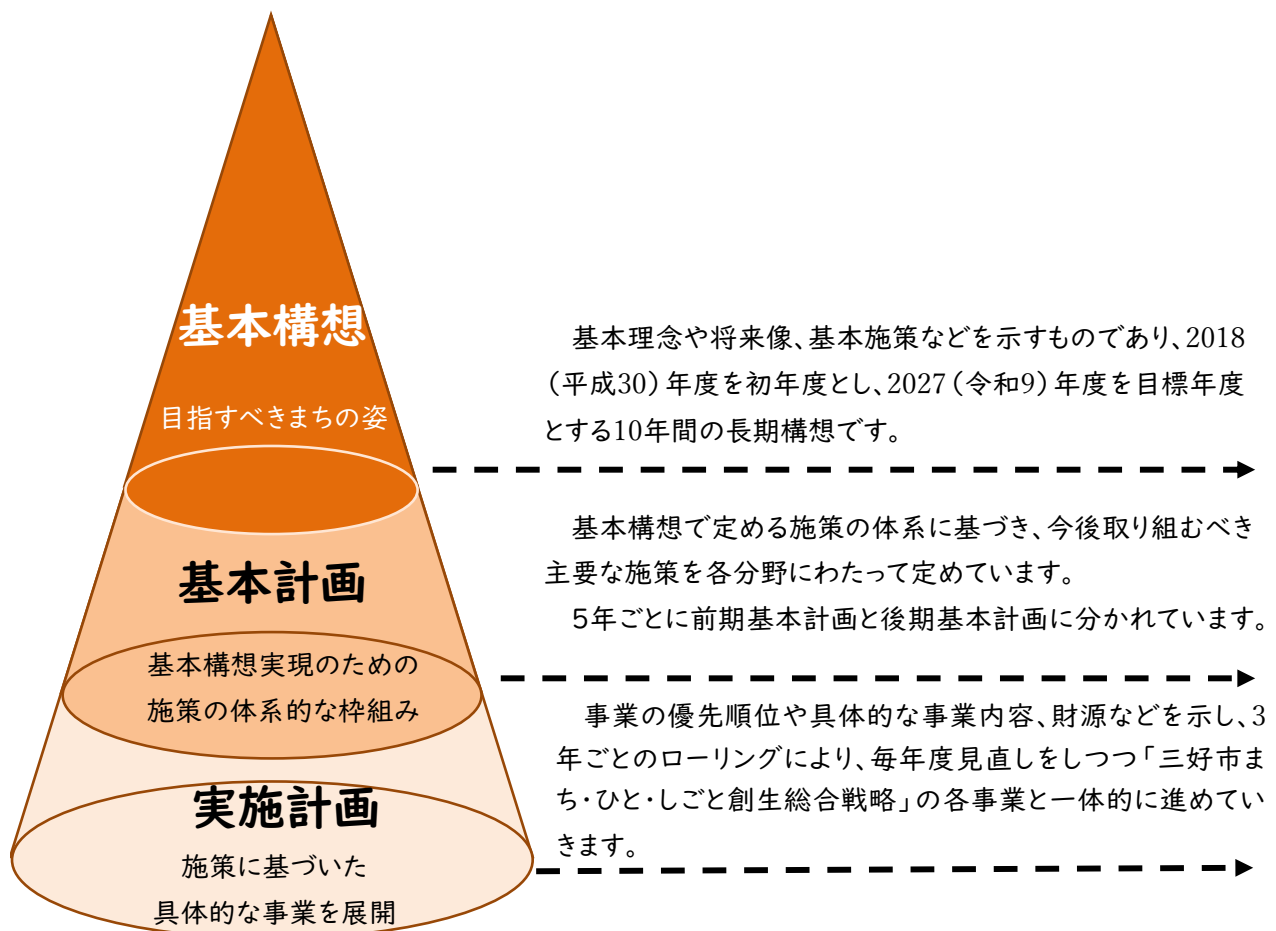 基本構想
目指すべきまちの姿
基本理念や将来像、基本施策などを示すものであり、2018
（平成30）年度を初年度とし、2027（令和9）年度を目標年度
とする10年間の長期構想です。
基本計画
基本構想実現のための
施策の体系的な枠組み
基本構想で定める施策の体系に基づき、今後取り組むべき
主要な施策を各分野にわたって定めています。
５年ごとに前期基本計画と後期基本計画に分かれています。
実施計画
施策に基づいた
具体的な事業を展開
事業の優先順位や具体的な事業内容、財源などを示し、3
年ごとのローリングにより、毎年度見直しをしつつ「三好市ま
ち・ひと・しごと創生総合戦略」の各事業と一体的に進めてい
きます。